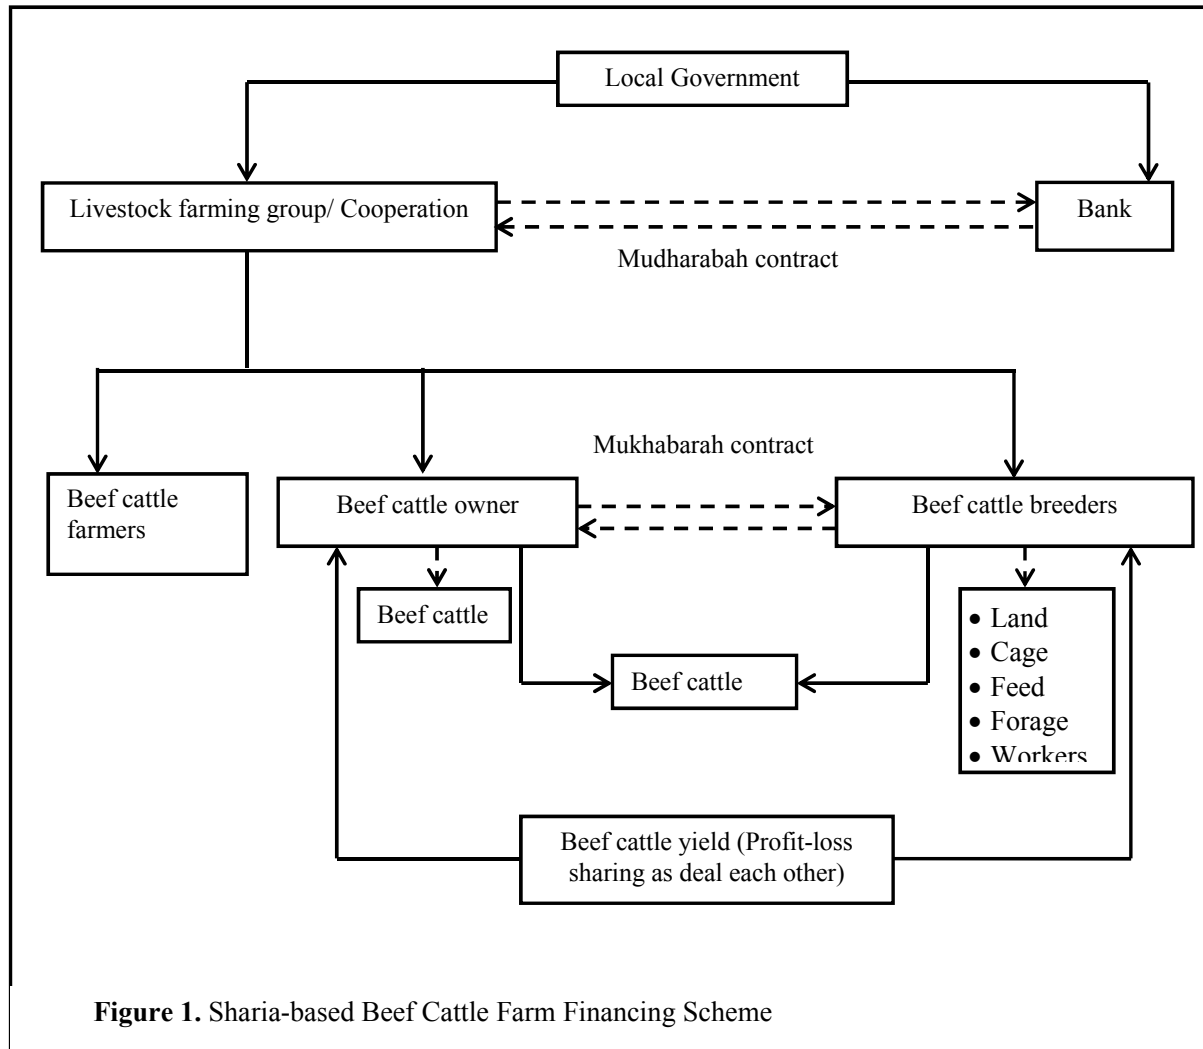 Local Government
Livestock farming group/ Cooperation
Bank
Mudharabah contract
Mukhabarah contract
Beef cattle
farmers
Beef cattle owner
Beef cattle breeders
Beef cattle
• Land
• Cage
• Feed
• Forage
• Workers
Beef cattle
Beef cattle yield (Profit-loss
sharing as deal each other)
Figure 1. Sharia-based Beef Cattle Farm Financing Scheme